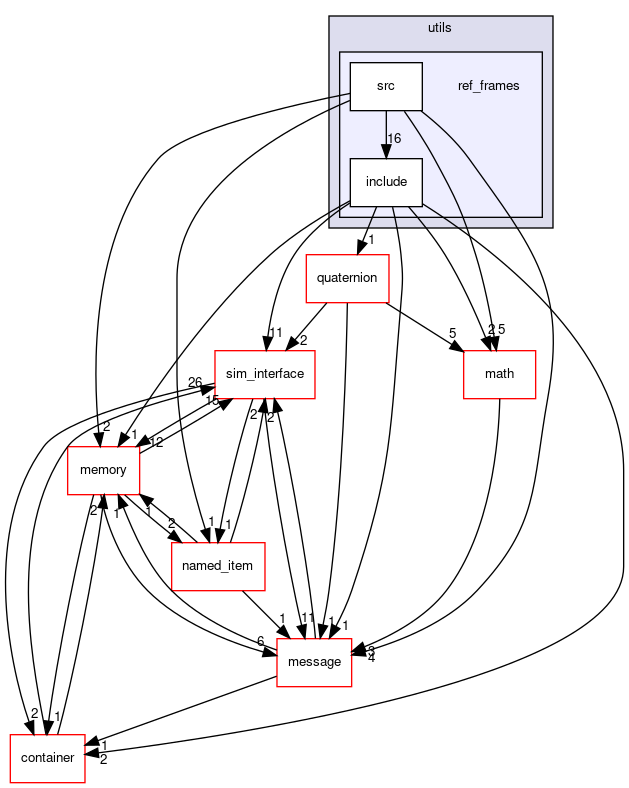 utils
src
ref_frames
16
include
1
quaternion
11
2
5
2
5
sim_interface
math
26
15
2
1
12
2
2
memory
2
1
1
2
1
1
named_item
1
11
1
1
6
3
4
message
2
1
1
2
container